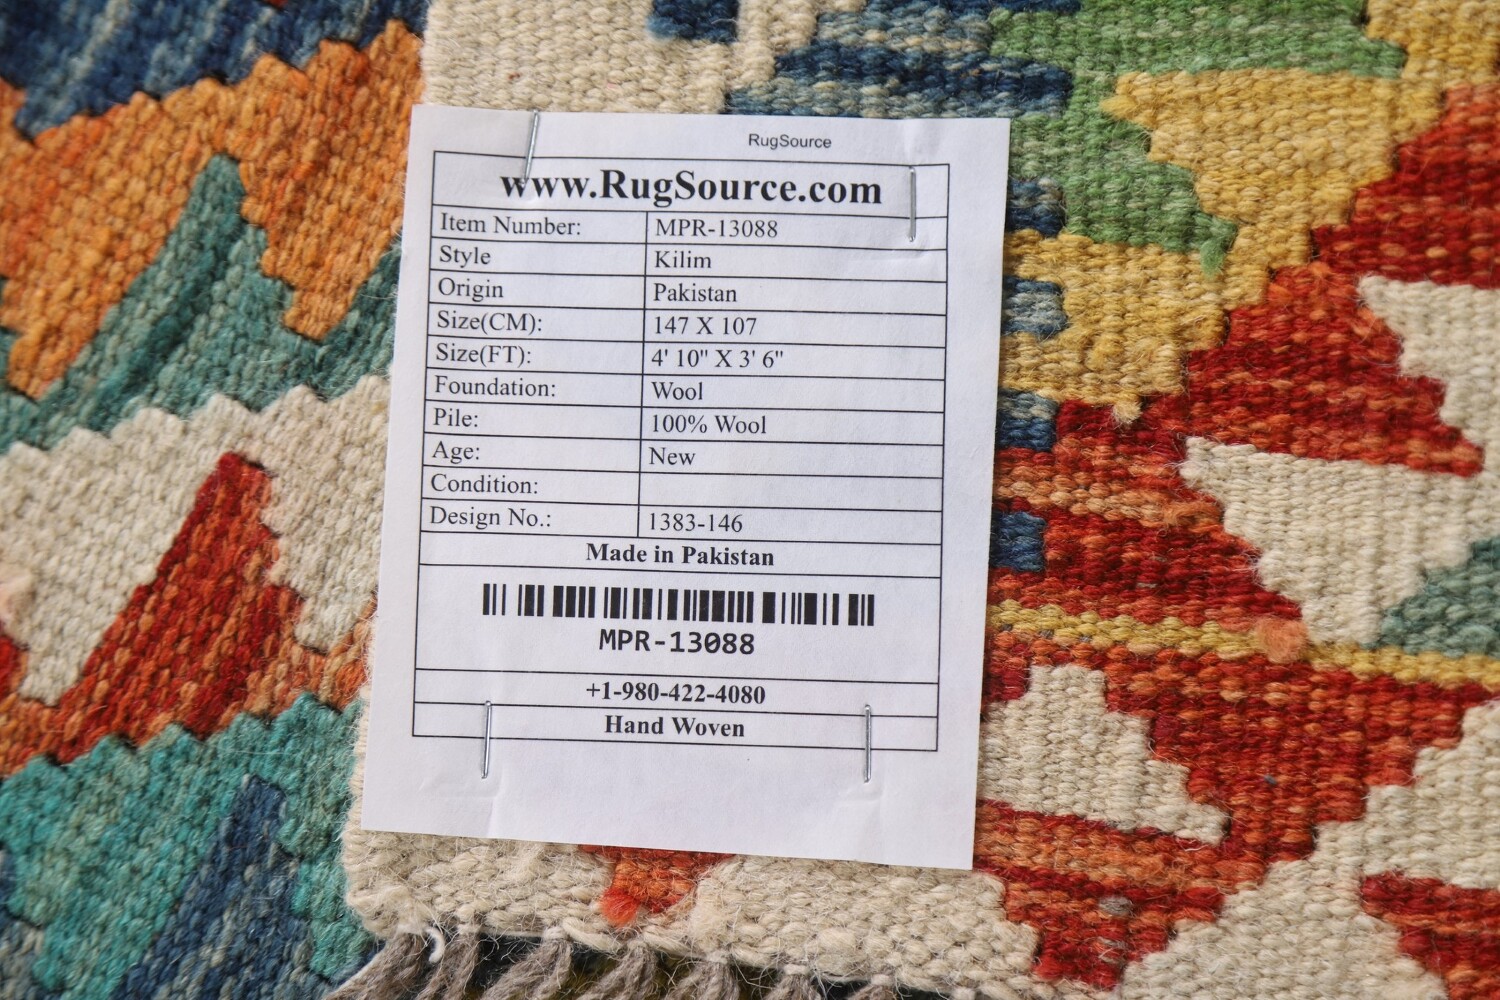 RugSource
www.RugSource.com
Item Number: MPR-13088
Style Kilim
Origin Pakistan
Size(CM): 147 X 107
Size(FT): 4' 10" X 3' 6"
Foundation: Wool
Pile: 100% Wool
Age: New
Condition:
Design No.: 1383-146
Made in Pakistan
MPR-13088
+1-980-422-4080
Hand Woven